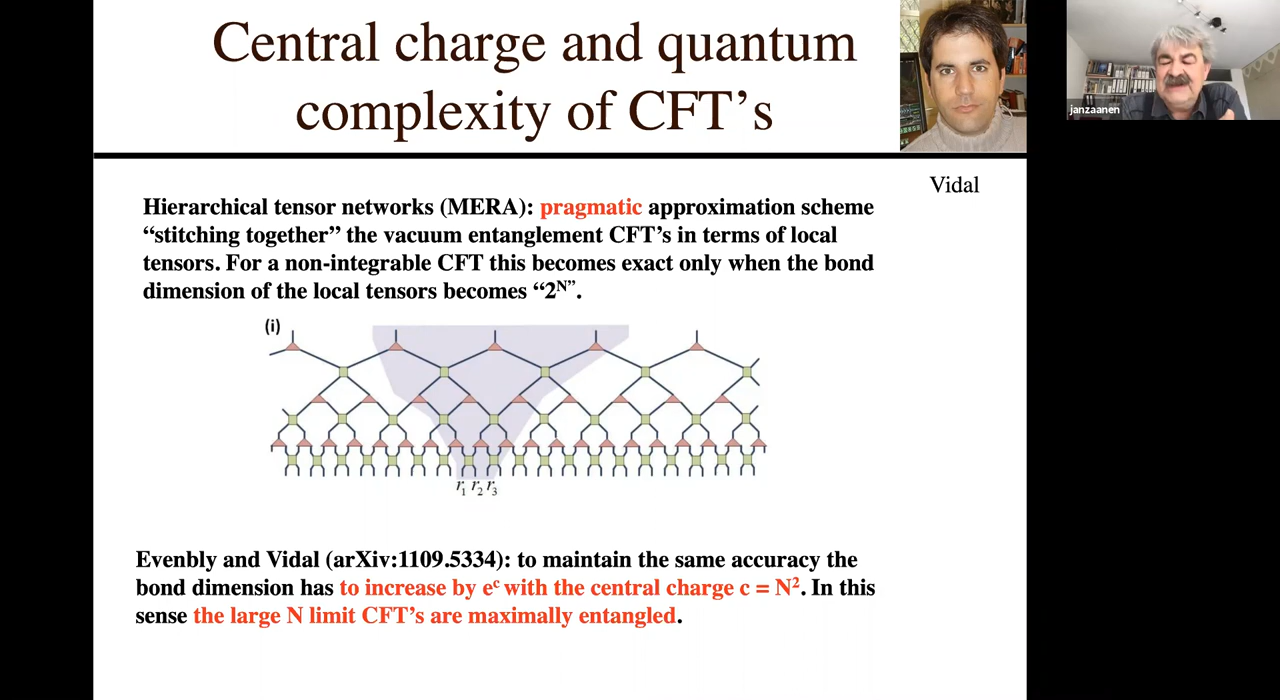 Central charge and quantum
complexity of CFT's
janzaanen
Vidal
Hierarchical tensor networks (MERA): pragmatic approximation scheme
“stitching together” the vacuum entanglement CFT's in terms of local
tensors. For a non-integrable CFT this becomes exact only when the bond
dimension of the local tensors becomes “2ᴺ”.
(i)
r₁ r₂ r₃
Evenbly and Vidal (arXiv:1109.5334): to maintain the same accuracy the
bond dimension has to increase by eᶜ with the central charge c = N². In this
sense the large N limit CFT's are maximally entangled.